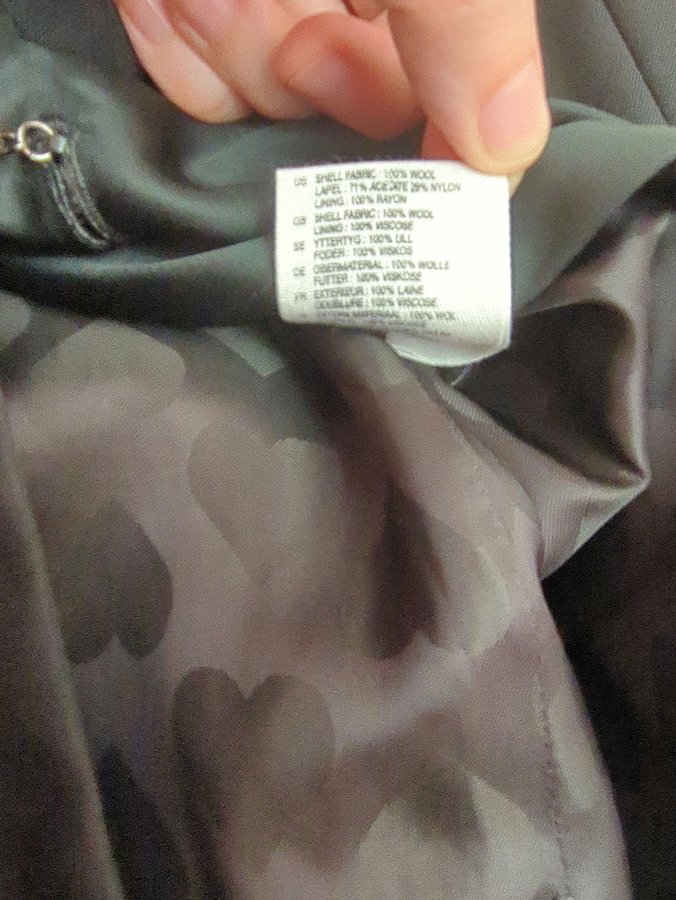 SHELL FABRIC : 100% WOOL
LAPEL : 71% ACETATE 29% NYLON
LINING : 100% RAYON
GB SHELL FABRIC : 100% WOOL
LINING : 100% VISCOSE
SE YTTERTYG : 100% ULL
FODER : 100% VISKOS
DE OBERMATERIAL : 100% WOLLE
FUTTER : 100% VISKOSE
FR EXTERIEUR : 100% LAINE
DOUBLURE : 100% VISCOSE
100% WOL